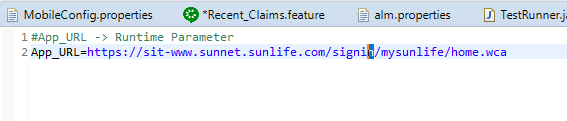 MobileConfig.properties *Recent_Claims.feature alm.properties TestRunner.ja
1 #App_URL -> Runtime Parameter
2 App_URL=https://sit-www.sunnet.sunlife.com/signin/mysunlife/home.wca